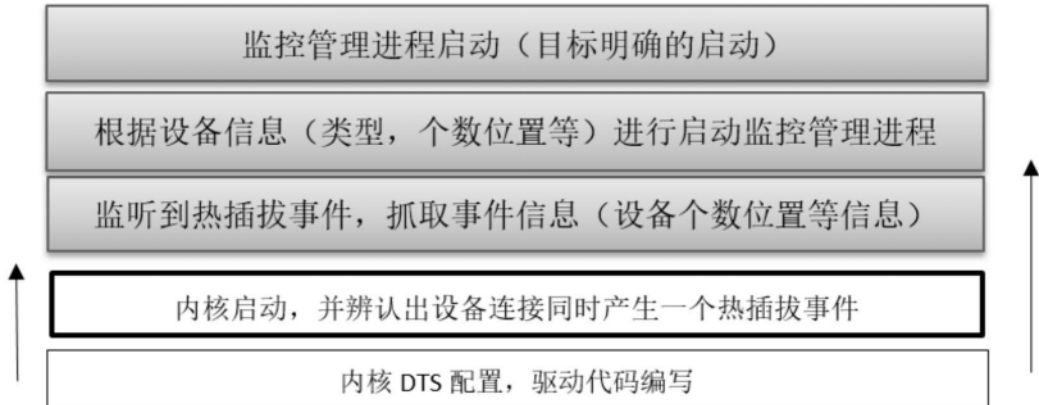 监控管理进程启动（目标明确的启动）
根据设备信息（类型，个数位置等）进行启动监控管理进程
监听到热插拔事件，抓取事件信息（设备个数位置等信息）
内核启动，并辨认出设备连接同时产生一个热插拔事件
内核 DTS 配置，驱动代码编写